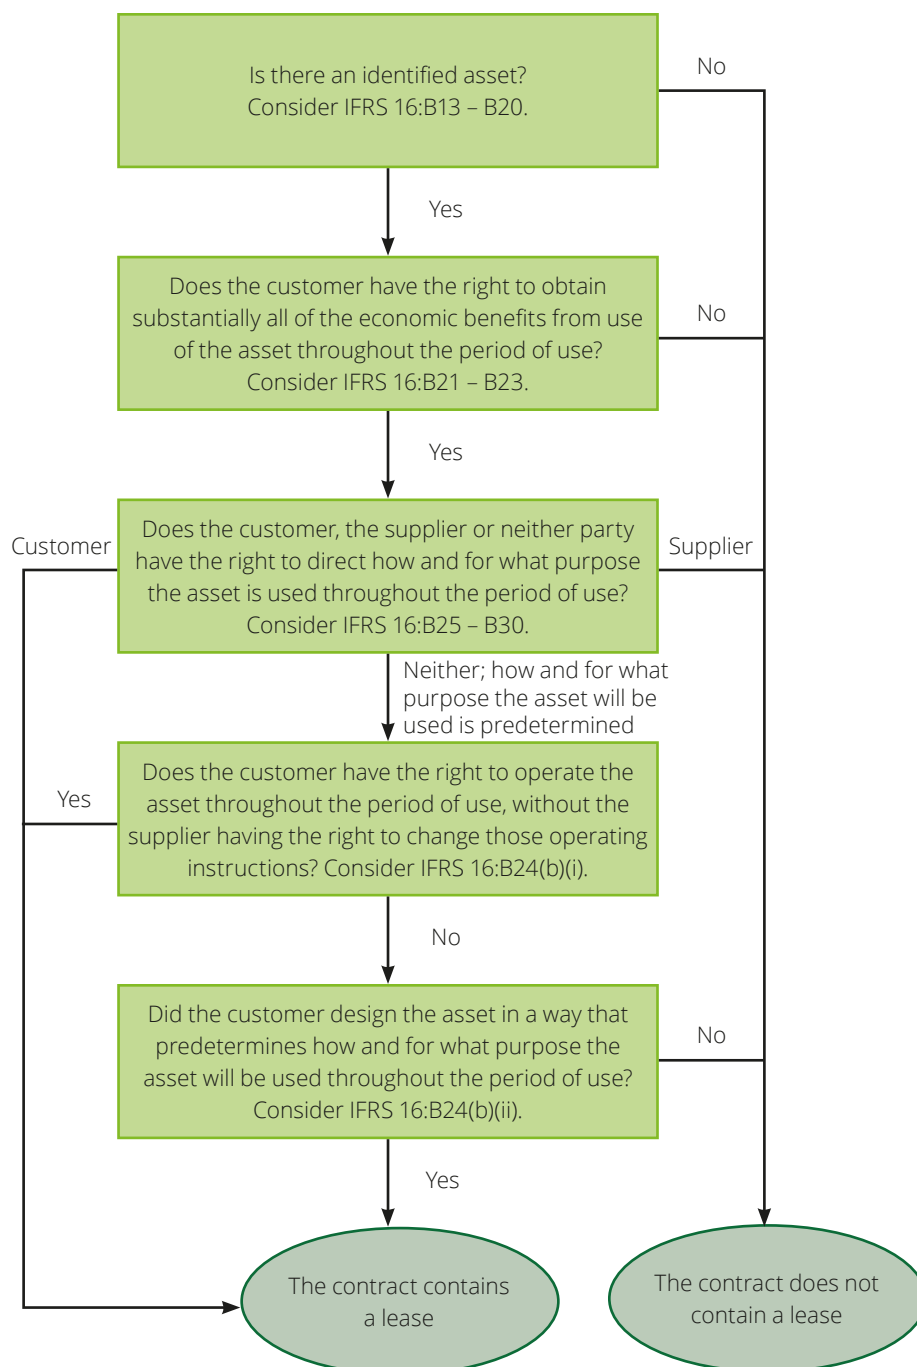 Is there an identified asset?
Consider IFRS 16:B13 – B20.
No
Yes
Does the customer have the right to obtain
substantially all of the economic benefits from use
of the asset throughout the period of use?
Consider IFRS 16:B21 – B23.
No
Yes
Does the customer, the supplier or neither party
have the right to direct how and for what purpose
the asset is used throughout the period of use?
Consider IFRS 16:B25 – B30.
Customer
Supplier
Neither; how and for what
purpose the asset will be
used is predetermined
Does the customer have the right to operate the
asset throughout the period of use, without the
supplier having the right to change those operating
instructions? Consider IFRS 16:B24(b)(i).
Yes
No
Did the customer design the asset in a way that
predetermines how and for what purpose the
asset will be used throughout the period of use?
Consider IFRS 16:B24(b)(ii).
No
Yes
The contract contains
a lease
The contract does not
contain a lease